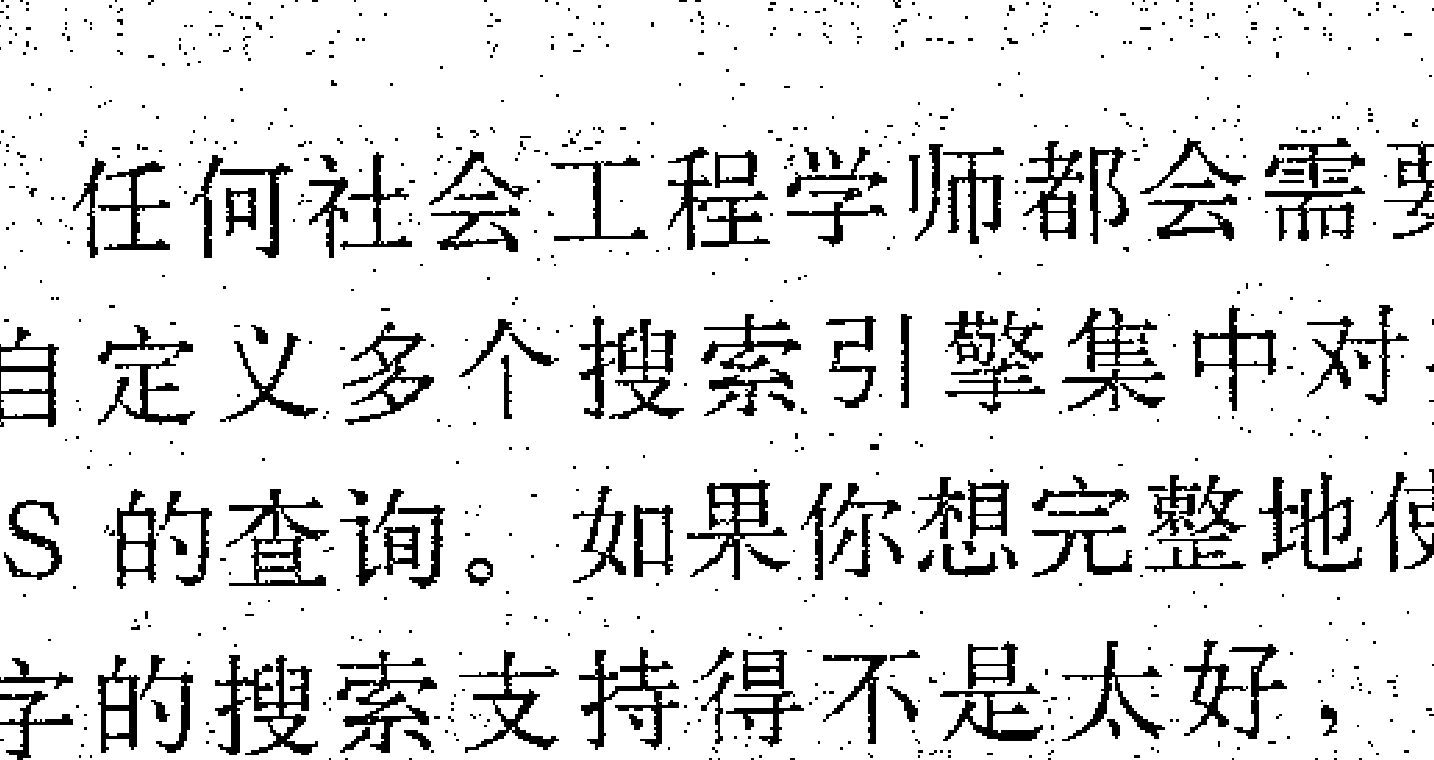 任何社会工程学师都会需要
自定义多个搜索引擎集中对
S 的查询。如果你想完整地使
字的搜索支持得不是太好，